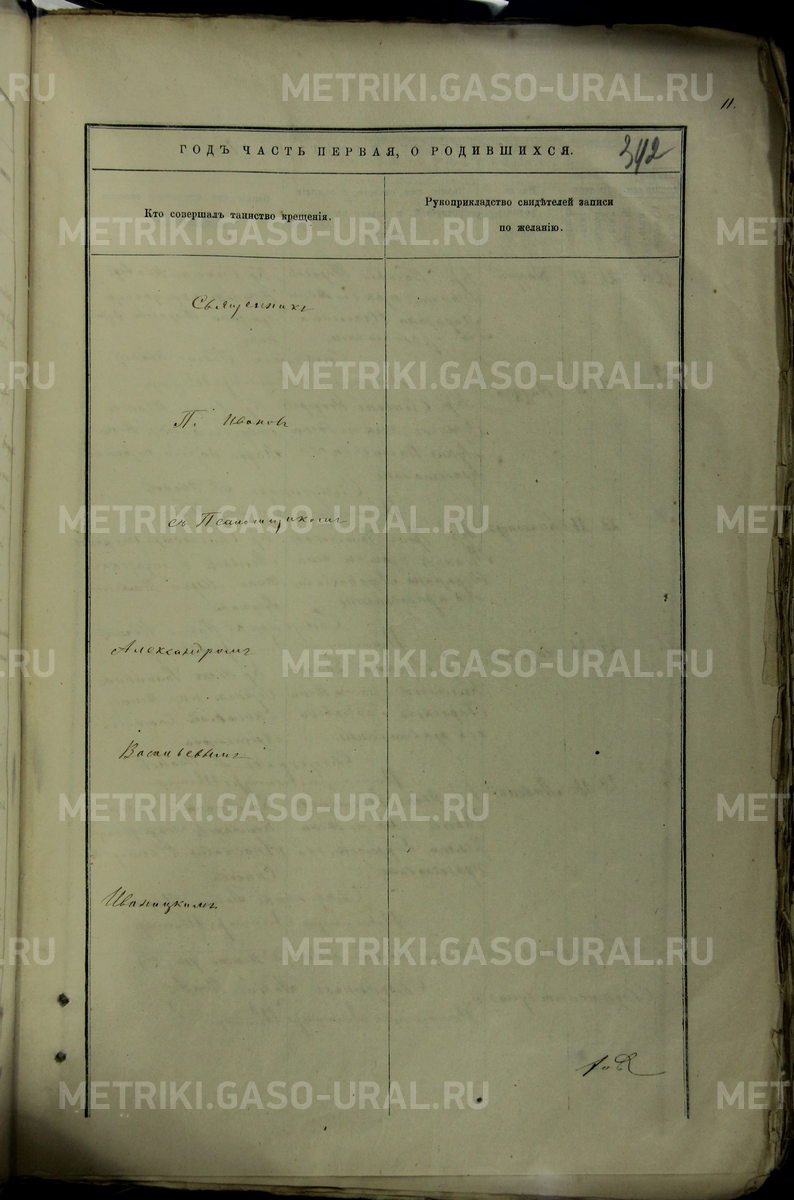 11.
ГОДЪ ЧАСТЬ ПЕРВАЯ, О РОДИВШИХСЯ.
342
Кто совершалъ таинство крещенія.
Рукоприкладство свидѣтелей записи
по желанію.
Священникъ
П. Ивановъ
съ Псаломщикомъ
Александромъ
Васильевымъ
Иваницкимъ.
METRIKI.GASO-URAL.RU